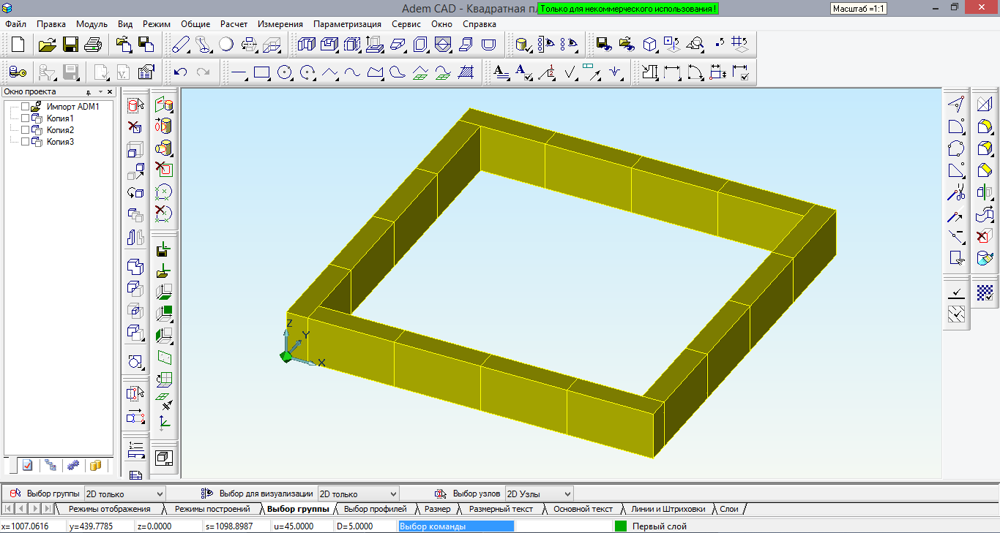 Adem CAD - Квадратная пл
Только для некоммерческого использования !
Масштаб =1:1
Файл Правка Модуль Вид Режим Общие Расчет Измерения Параметризация Сервис Окно Справка
Окно проекта
Импорт ADM1
Копия1
Копия2
Копия3
Z
Y
X
Выбор группы 2D только Выбор для визуализации 2D только Выбор узлов 2D Узлы
Режимы отображения Режимы построений Выбор группы Выбор профилей Размер Размерный текст Основной текст Линии и Штриховки Слои
x=1007.0616 y=439.7785 z=0.0000 s=1098.8987 u=45.0000 D=5.0000 Выбор команды Первый слой